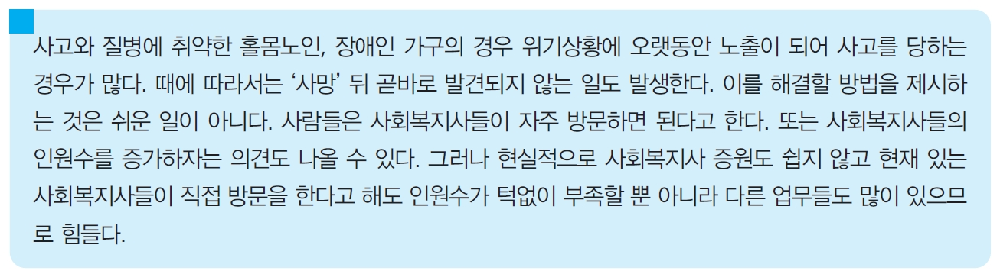 사고와 질병에 취약한 홀몸노인, 장애인 가구의 경우 위기상황에 오랫동안 노출이 되어 사고를 당하는
경우가 많다. 때에 따라서는 ‘사망’ 뒤 곧바로 발견되지 않는 일도 발생한다. 이를 해결할 방법을 제시하
는 것은 쉬운 일이 아니다. 사람들은 사회복지사들이 자주 방문하면 된다고 한다. 또는 사회복지사들의
인원수를 증가하자는 의견도 나올 수 있다. 그러나 현실적으로 사회복지사 증원도 쉽지 않고 현재 있는
사회복지사들이 직접 방문을 한다고 해도 인원수가 턱없이 부족할 뿐 아니라 다른 업무들도 많이 있으므
로 힘들다.